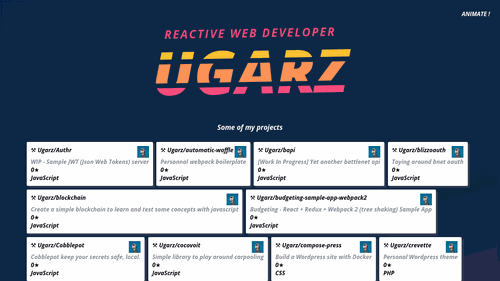 ANIMATE !
REACTIVE WEB DEVELOPER
UGARZ
Some of my projects
Ugarz/Authr
WIP - Sample JWT (Json Web Tokens) server
0★
JavaScript
Ugarz/automatic-waffle
Personnal webpack boilerplate
0★
JavaScript
Ugarz/bapi
[Work In Progress] Yet another battlenet api
0★
JavaScript
Ugarz/blizzoauth
Toying around bnet oauth
0★
JavaScript
Ugarz/blockchain
Create a simple blockchain to learn and test some concepts with javascript
0★
JavaScript
Ugarz/budgeting-sample-app-webpack2
Budgeting - React + Redux + Webpack 2 (tree shaking) Sample App
0★
JavaScript
Ugarz/Cobblepot
Cobblepot keep your secrets safe, local.
0★
JavaScript
Ugarz/cocovoit
Simple library to play around carpooling
0★
JavaScript
Ugarz/compose-press
Build a Wordpress site with Docker
0★
CSS
Ugarz/crevette
Personal Wordpress theme
0★
PHP